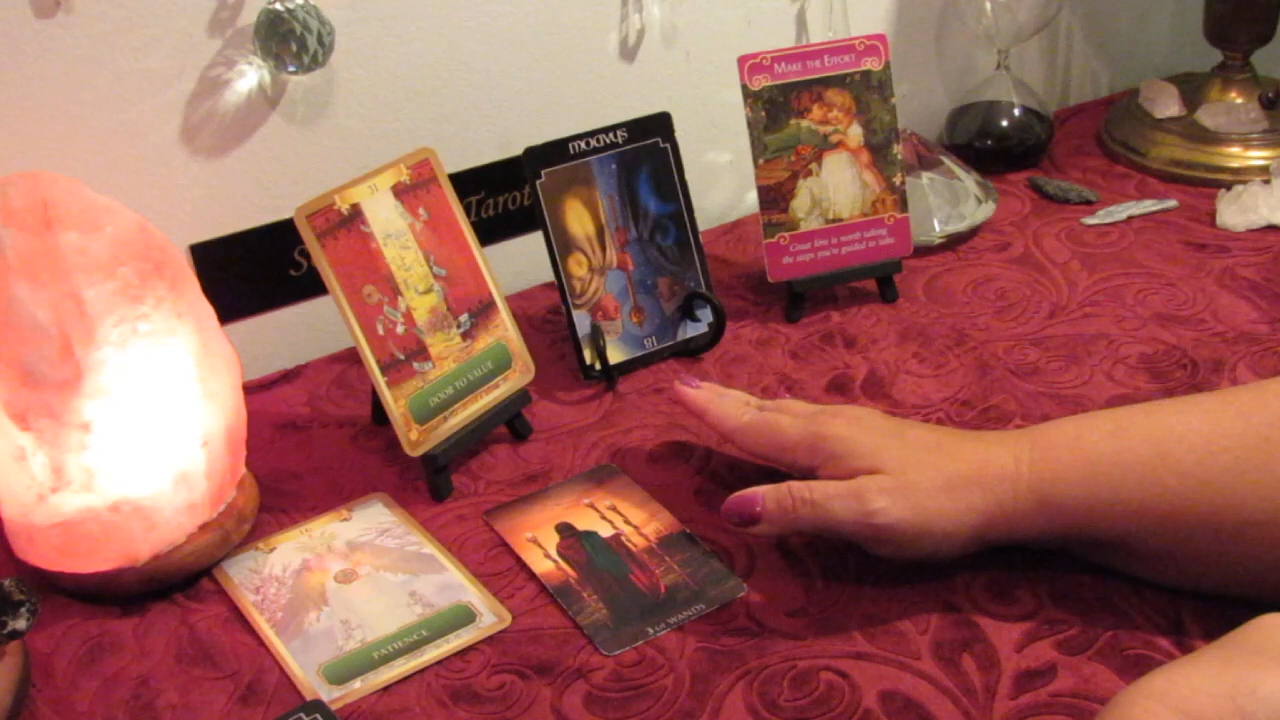 31
DOOR TO VALUE
Tarot
18
MAKE THE EFFORT
Great love is worth taking
the steps you're guided to take.
PATIENCE
3 OF WANDS